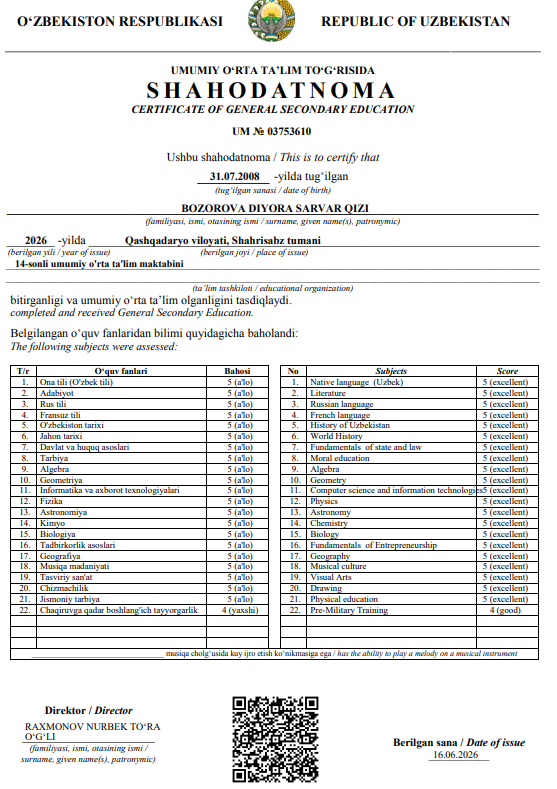 O‘ZBEKISTON RESPUBLIKASI REPUBLIC OF UZBEKISTAN
UMUMIY O‘RTA TA’LIM TO‘G‘RISIDA
SHAHODATNOMA
CERTIFICATE OF GENERAL SECONDARY EDUCATION
UM № 03753610
Ushbu shahodatnoma / This is to certify that
31.07.2008 -yilda tug‘ilgan
(tug‘ilgan sanasi / date of birth)
BOZOROVA DIYORA SARVAR QIZI
(familiyasi, ismi, otasining ismi / surname, given name(s), patronymic)
2026 -yilda Qashqadaryo viloyati, Shahrisabz tumani
(berilgan yili / year of issue) (berilgan joyi / place of issue)
14-sonli umumiy o'rta ta'lim maktabini
(ta’lim tashkiloti / educational organization)
bitirganligi va umumiy o‘rta ta’lim olganligini tasdiqlaydi.
completed and received General Secondary Education.
Belgilangan o‘quv fanlaridan bilimi quyidagicha baholandi:
The following subjects were assessed:
T/r O‘quv fanlari Bahosi No Subjects Score
1. Ona tili (O'zbek tili) 5 (a'lo) 1. Native language (Uzbek) 5 (excellent)
2. Adabiyot 5 (a'lo) 2. Literature 5 (excellent)
3. Rus tili 5 (a'lo) 3. Russian language 5 (excellent)
4. Fransuz tili 5 (a'lo) 4. French language 5 (excellent)
5. O'zbekiston tarixi 5 (a'lo) 5. History of Uzbekistan 5 (excellent)
6. Jahon tarixi 5 (a'lo) 6. World History 5 (excellent)
7. Davlat va huquq asoslari 5 (a'lo) 7. Fundamentals of state and law 5 (excellent)
8. Tarbiya 5 (a'lo) 8. Moral education 5 (excellent)
9. Algebra 5 (a'lo) 9. Algebra 5 (excellent)
10. Geometriya 5 (a'lo) 10. Geometry 5 (excellent)
11. Informatika va axborot texnologiyalari 5 (a'lo) 11. Computer science and information technologies 5 (excellent)
12. Fizika 5 (a'lo) 12. Physics 5 (excellent)
13. Astronomiya 5 (a'lo) 13. Astronomy 5 (excellent)
14. Kimyo 5 (a'lo) 14. Chemistry 5 (excellent)
15. Biologiya 5 (a'lo) 15. Biology 5 (excellent)
16. Tadbirkorlik asoslari 5 (a'lo) 16. Fundamentals of Entrepreneurship 5 (excellent)
17. Geografiya 5 (a'lo) 17. Geography 5 (excellent)
18. Musiqa madaniyati 5 (a'lo) 18. Musical culture 5 (excellent)
19. Tasviriy san'at 5 (a'lo) 19. Visual Arts 5 (excellent)
20. Chizmachilik 5 (a'lo) 20. Drawing 5 (excellent)
21. Jismoniy tarbiya 5 (a'lo) 21. Physical education 5 (excellent)
22. Chaqiruvga qadar boshlang'ich tayyorgarlik 4 (yaxshi) 22. Pre-Military Training 4 (good)
musiqa cholg‘usida kuy ijro etish ko‘nikmasiga ega / has the ability to play a melody on a musical instrument
Direktor / Director
RAXMONOV NURBEK TO‘RA
O‘G‘LI
(familiyasi, ismi, otasining ismi /
surname, given name(s), patronymic)
Berilgan sana / Date of issue
16.06.2026